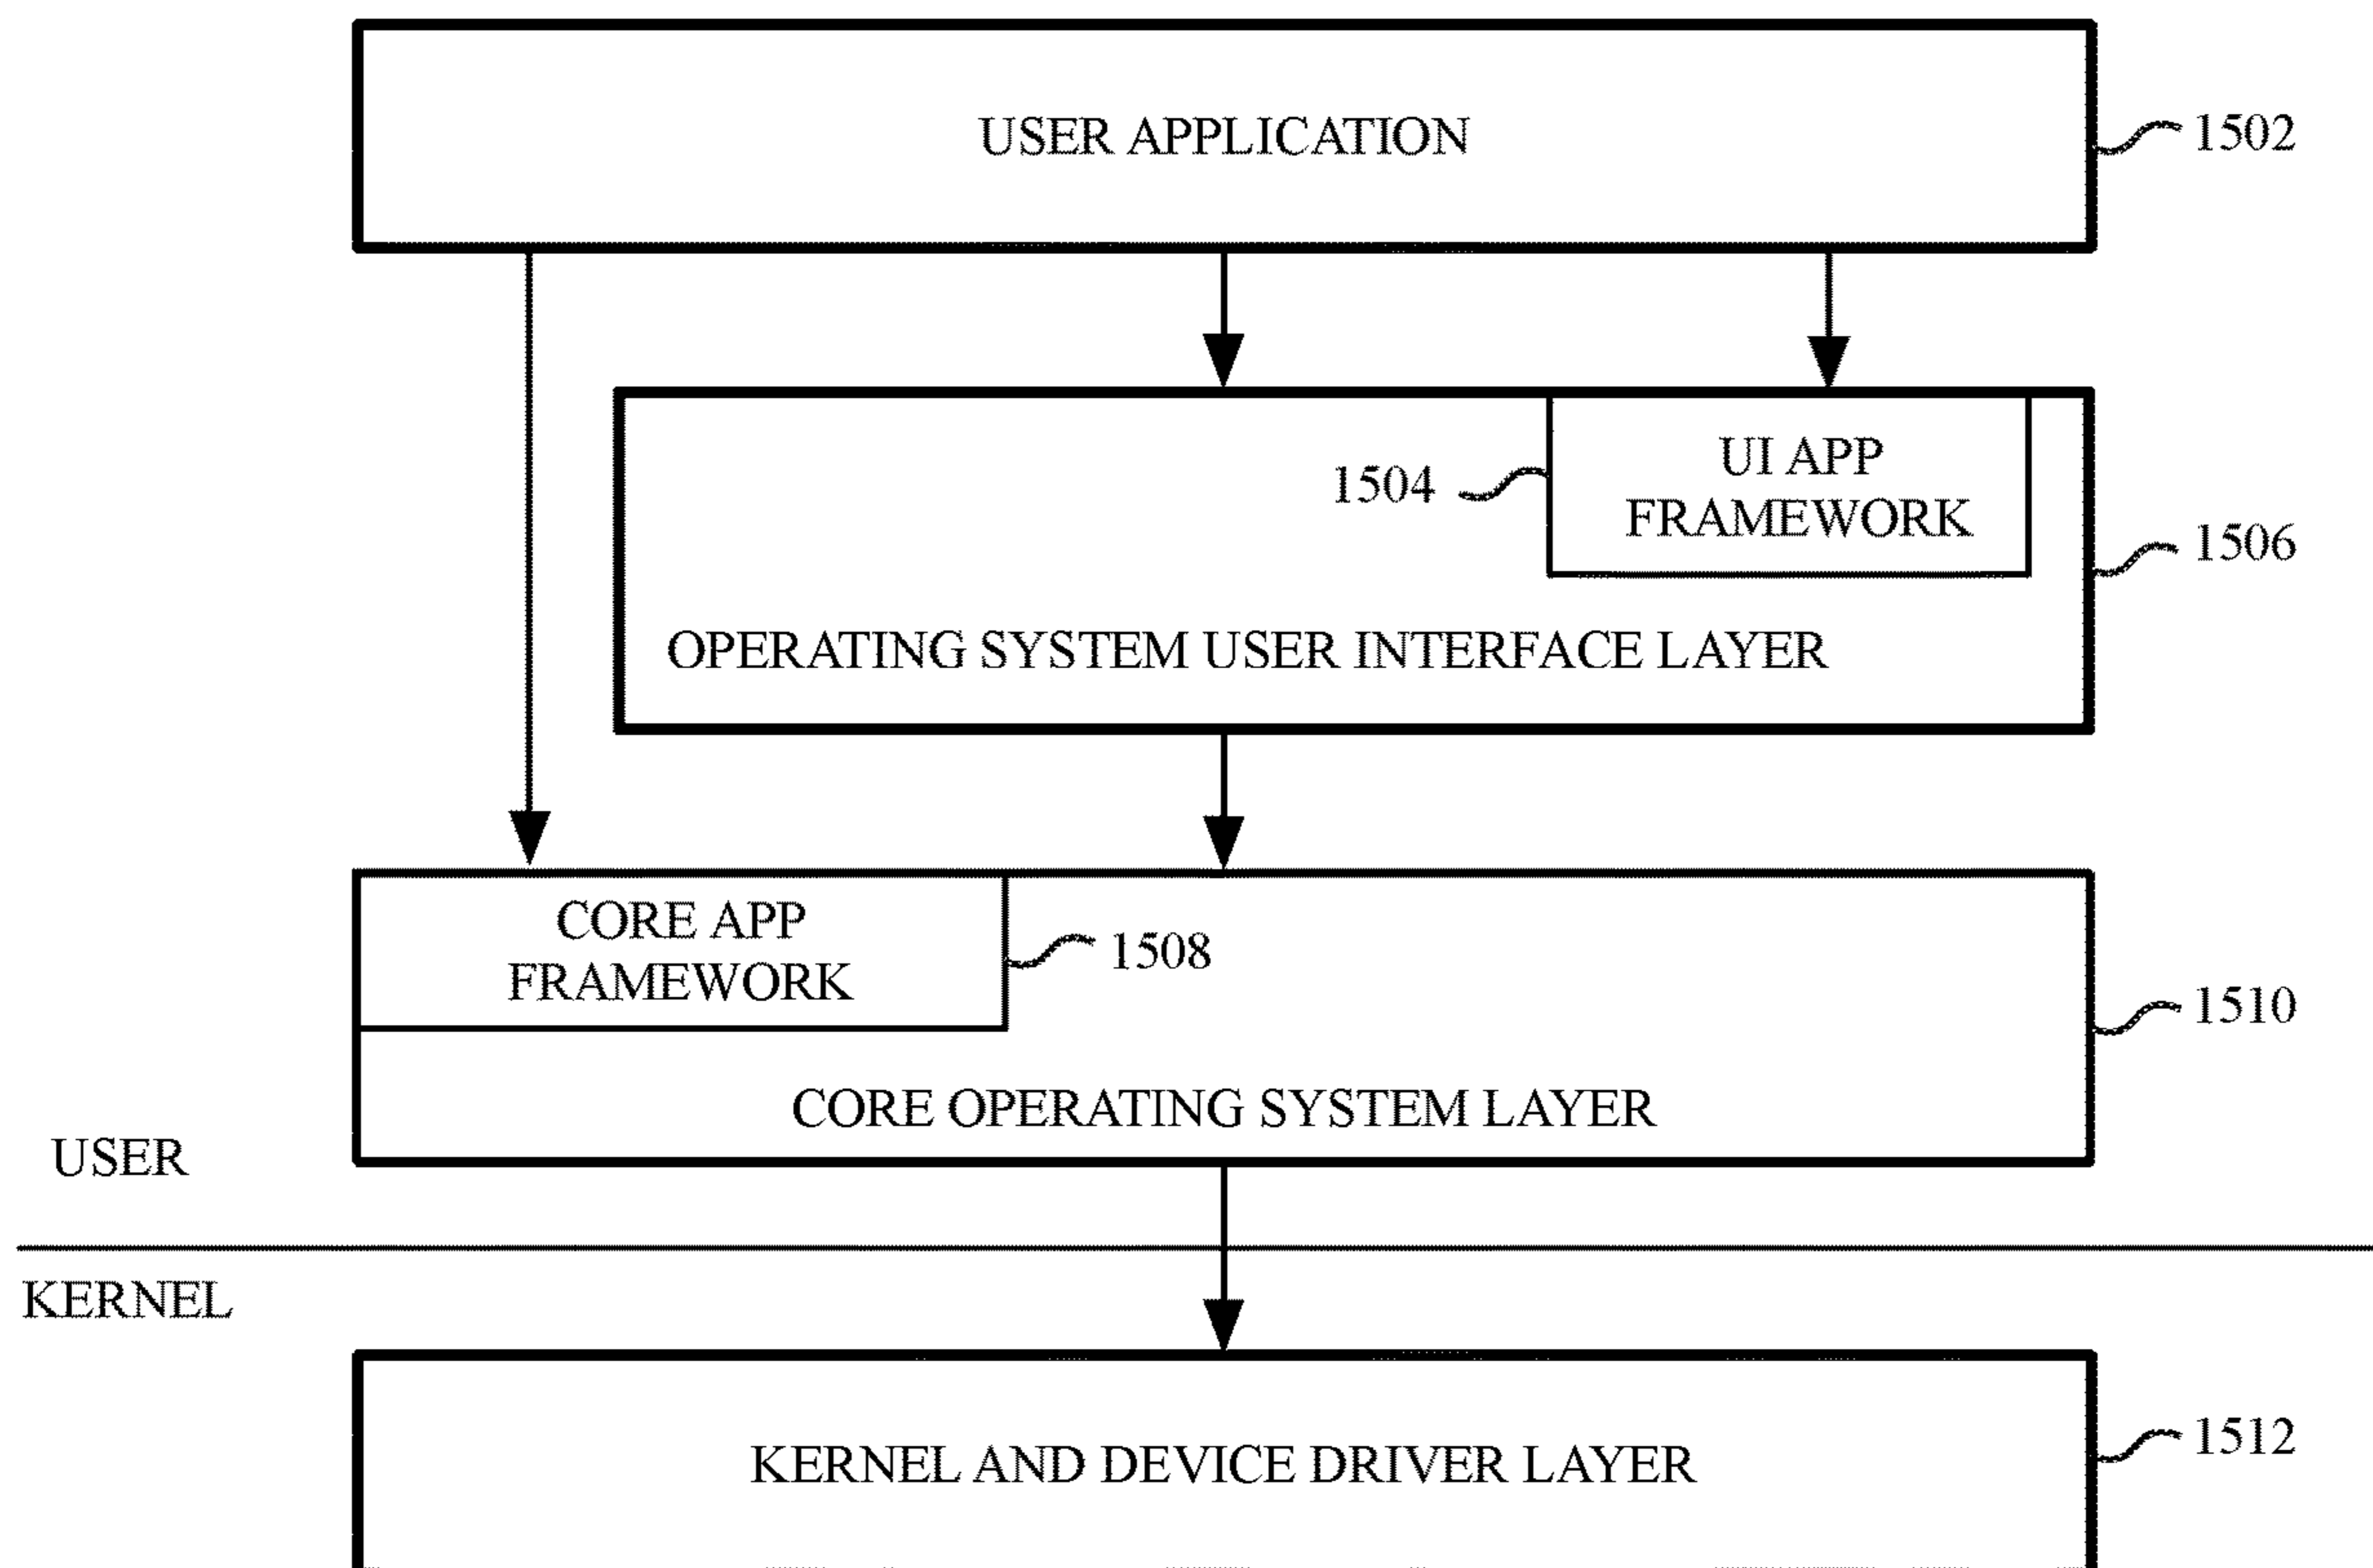 USER APPLICATION
1502
UI APP
FRAMEWORK
1504
1506
OPERATING SYSTEM USER INTERFACE LAYER
CORE APP
FRAMEWORK
1508
1510
CORE OPERATING SYSTEM LAYER
USER
KERNEL
KERNEL AND DEVICE DRIVER LAYER
1512